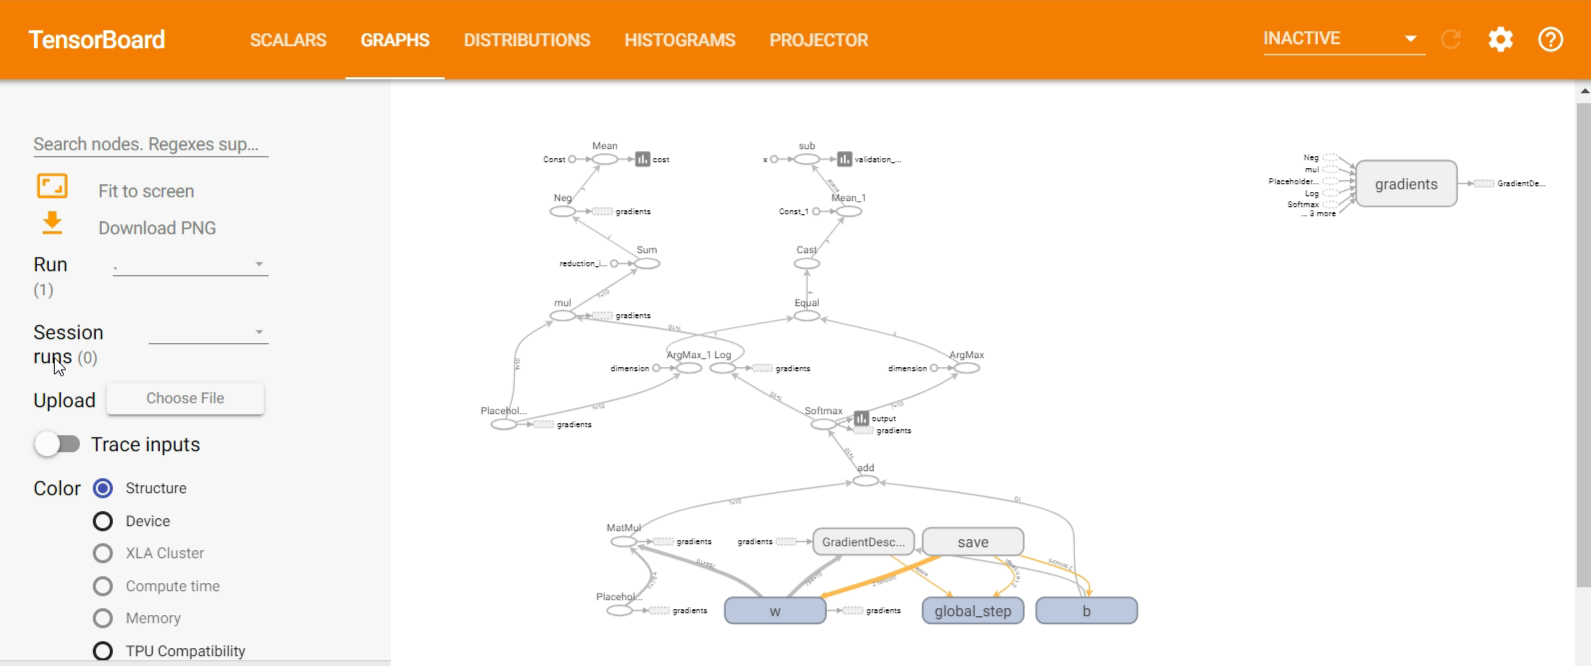 TensorBoard
SCALARS
GRAPHS
DISTRIBUTIONS
HISTOGRAMS
PROJECTOR
INACTIVE
Search nodes. Regexes sup...
Fit to screen
Download PNG
Run
(1)
.
Session
runs (0)
Upload
Choose File
Trace inputs
Color
Structure
Device
XLA Cluster
Compute time
Memory
TPU Compatibility
Mean
Const
cost
sub
x
validation_...
Neg
gradients
Mean_1
Const_1
Sum
reduction_i...
Cast
mul
gradients
Equal
ArgMax_1
Log
dimension
gradients
ArgMax
dimension
Placehol...
gradients
Softmax
output
gradients
add
MatMul
gradients
gradients
GradientDesc...
save
Placehol...
gradients
w
gradients
global_step
b
Neg
mul
Placeholder...
Log
Softmax
... 3 more
gradients
GradientDe...